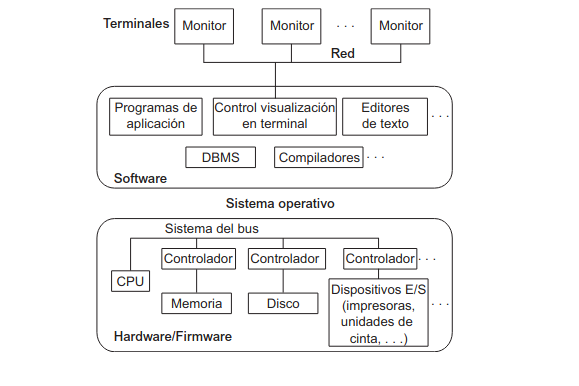 Terminales
Monitor
Monitor
. . .
Monitor
Red
Programas de
aplicación
Control visualización
en terminal
Editores
de texto
. . .
DBMS
Compiladores
. . .
Software
Sistema operativo
Sistema del bus
Controlador
Controlador
Controlador
. . .
CPU
Memoria
Disco
Dispositivos E/S
(impresoras,
unidades de
cinta, . . .)
. . .
Hardware/Firmware